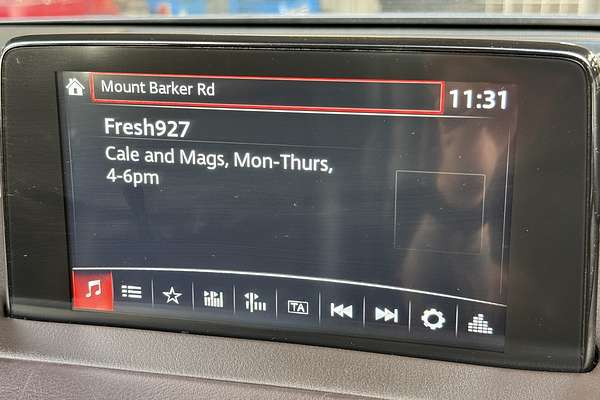 Mount Barker Rd
11:31
Fresh927
Cale and Mags, Mon-Thurs,
4-6pm
TA